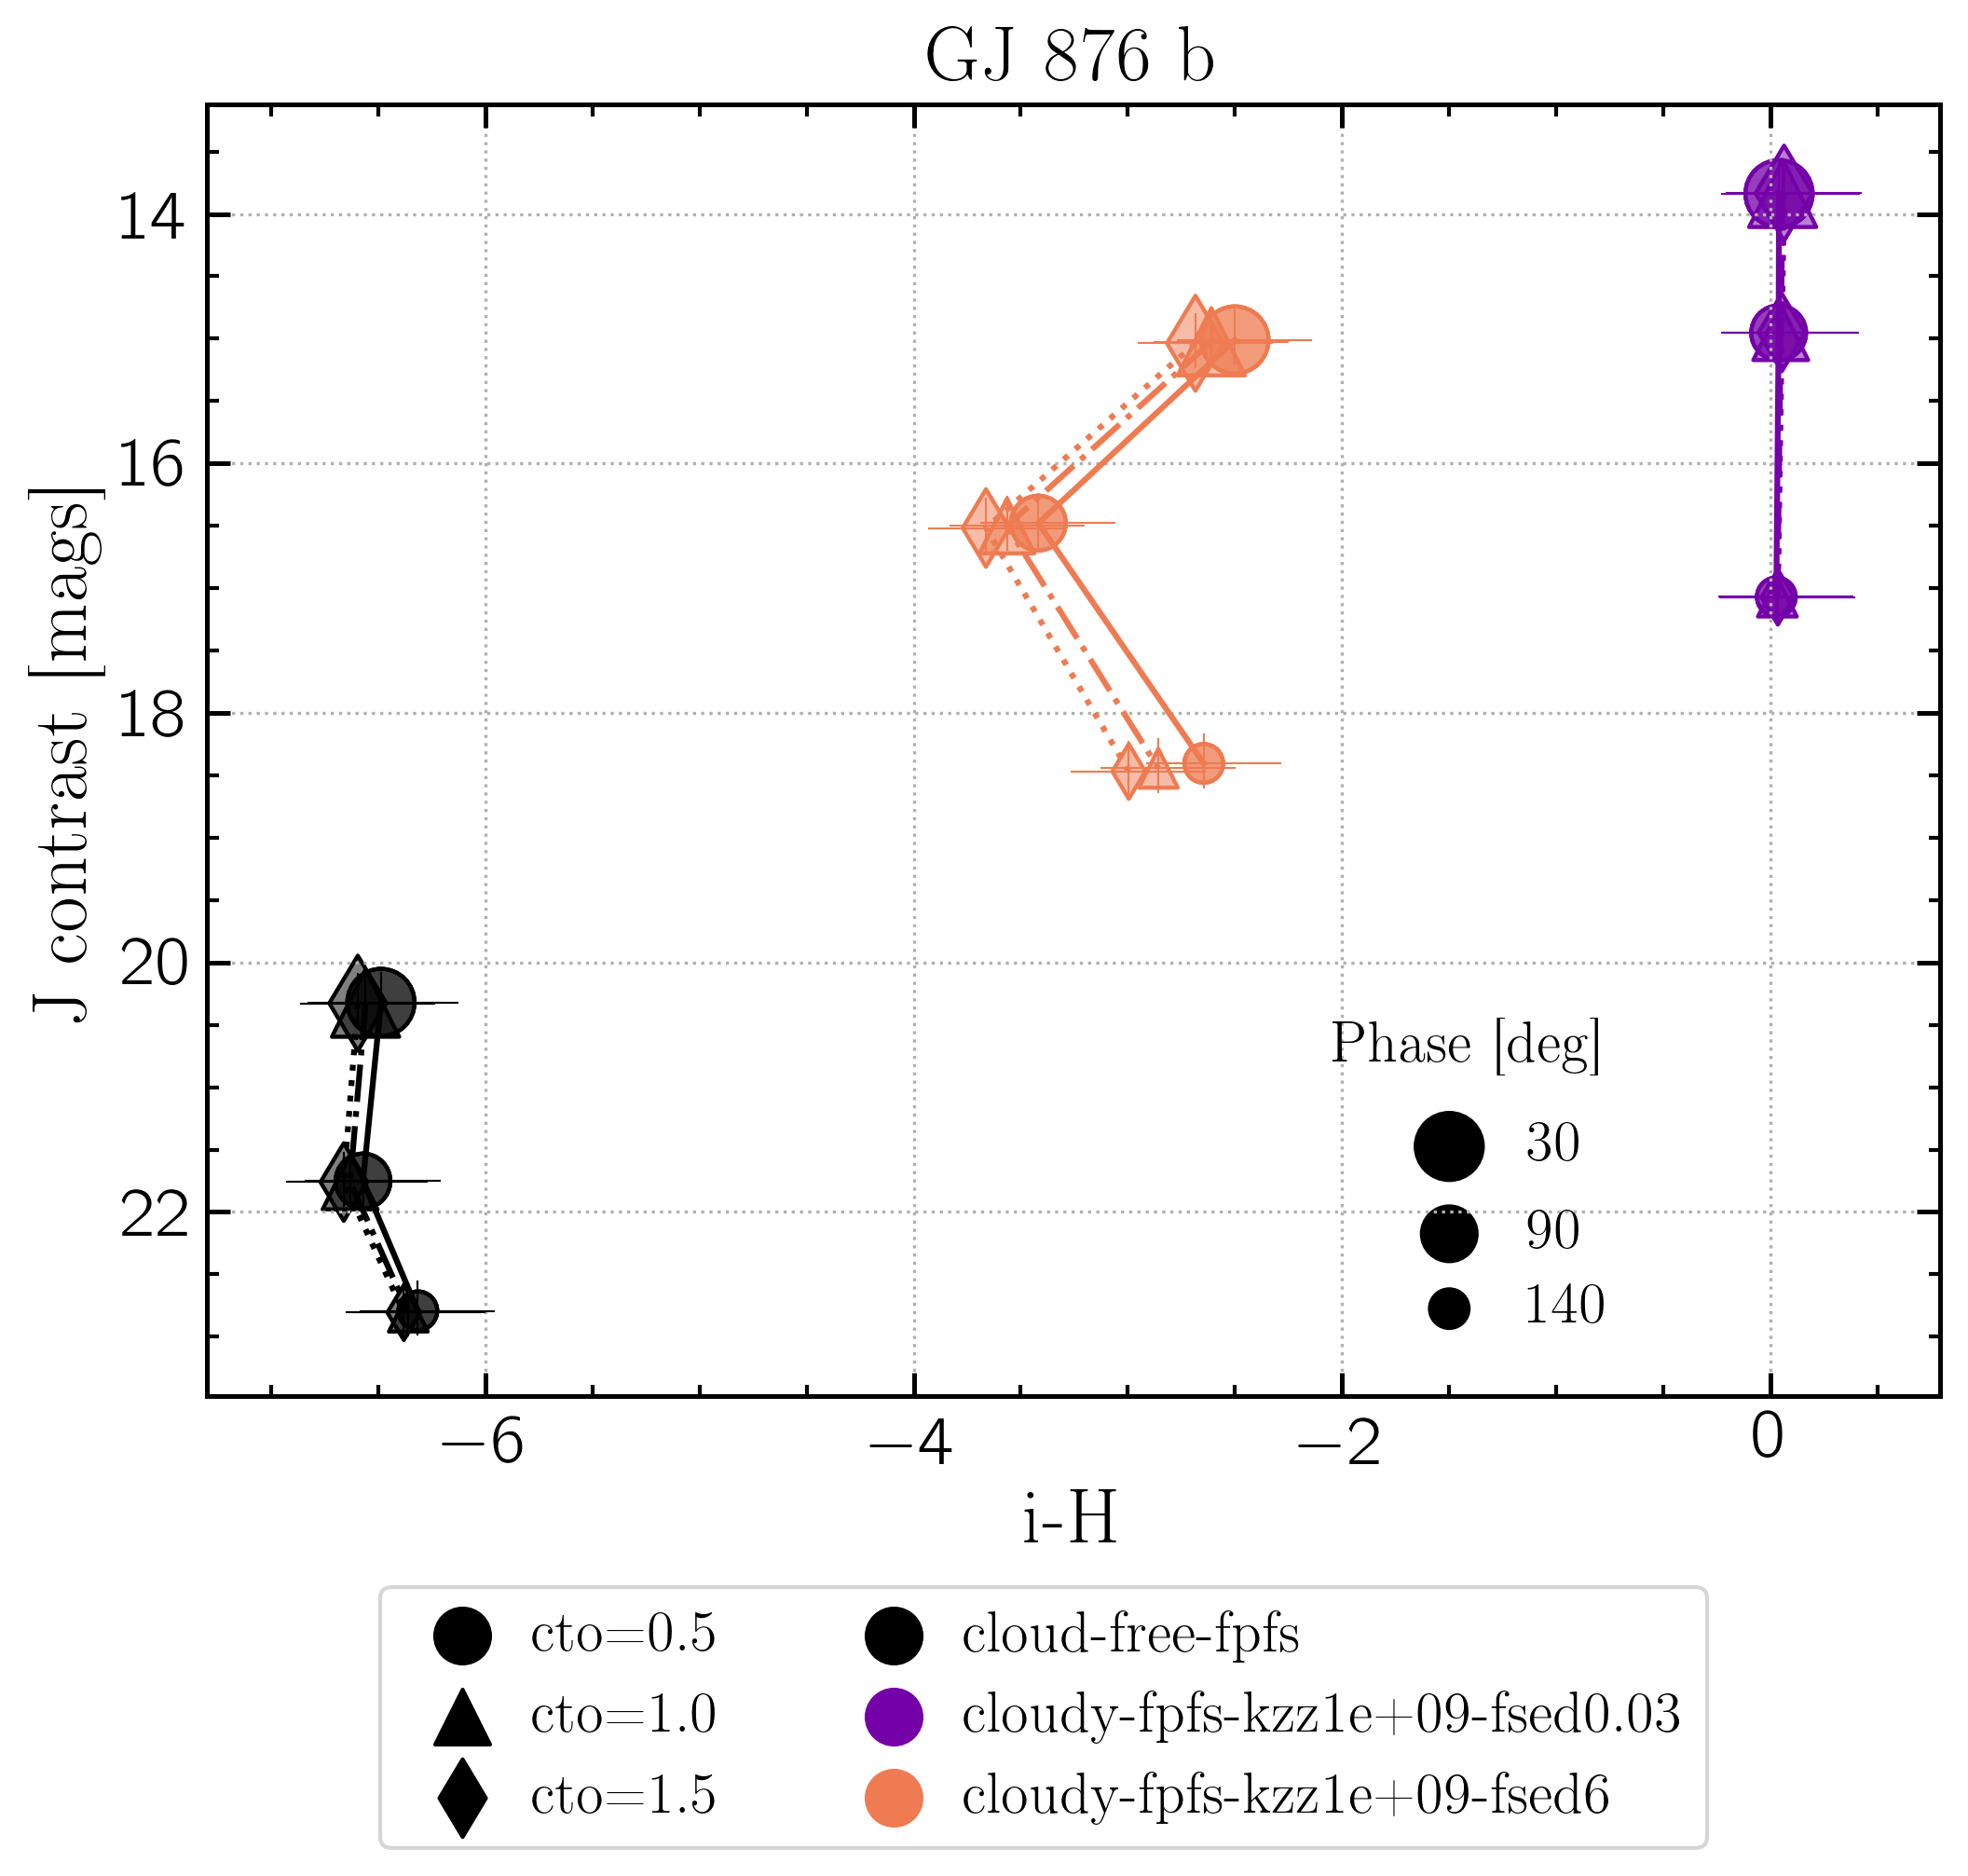 GJ 876 b
14
16
18
20
22
J contrast [mags]
Phase [deg]
30
90
140
−6
−4
−2
0
i-H
cto=0.5
cto=1.0
cto=1.5
cloud-free-fpfs
cloudy-fpfs-kzz1e+09-fsed0.03
cloudy-fpfs-kzz1e+09-fsed6